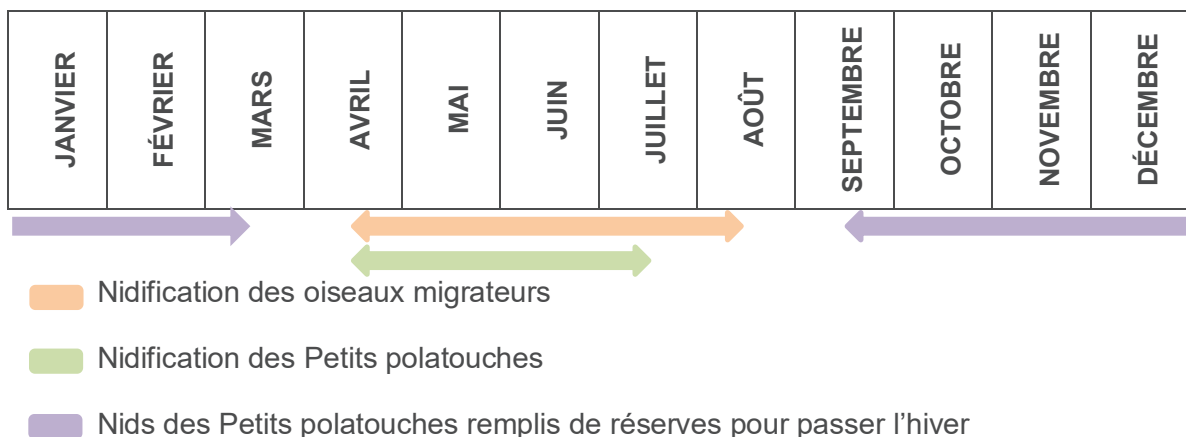 JANVIER FÉVRIER MARS AVRIL MAI JUIN JUILLET AOÛT SEPTEMBRE OCTOBRE NOVEMBRE DÉCEMBRE
Nidification des oiseaux migrateurs
Nidification des Petits polatouches
Nids des Petits polatouches remplis de réserves pour passer l’hiver